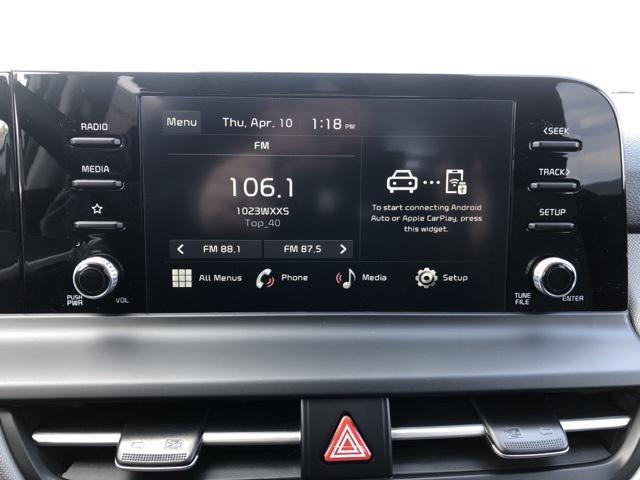 RADIO
MEDIA
PUSH PWR
VOL
Menu Thu, Apr. 10 1:18 PM
FM
106.1
1023WXXS
Top_40
< FM 88.1 FM 87.5 >
To start connecting Android
Auto or Apple CarPlay, press
this widget.
All Menus Phone Media Setup
<SEEK
TRACK>
SETUP
TUNE FILE
ENTER